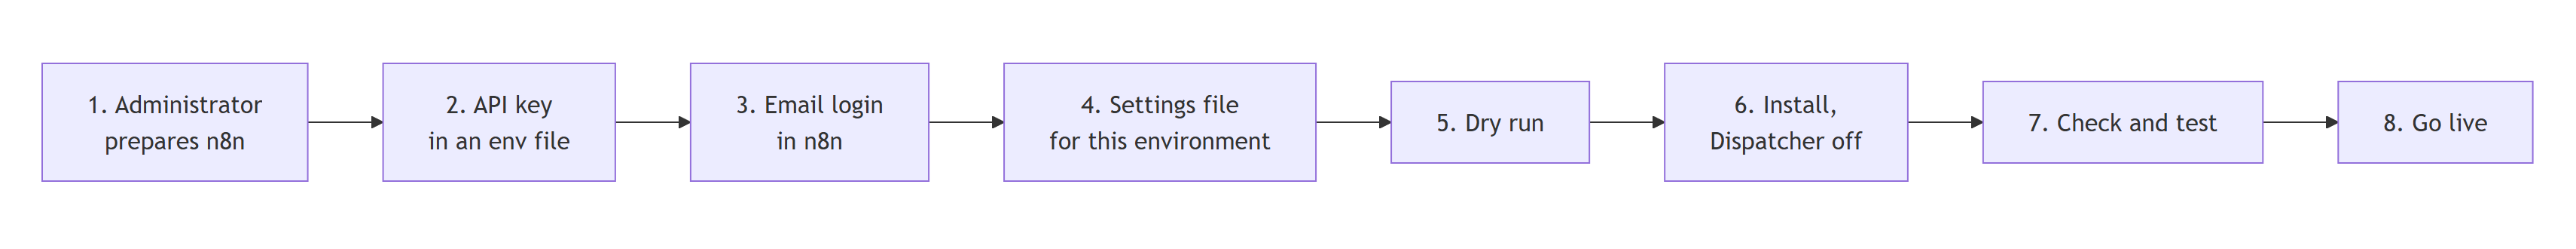 1. Administrator
prepares n8n
2. API key
in an env file
3. Email login
in n8n
4. Settings file
for this environment
5. Dry run
6. Install,
Dispatcher off
7. Check and test
8. Go live